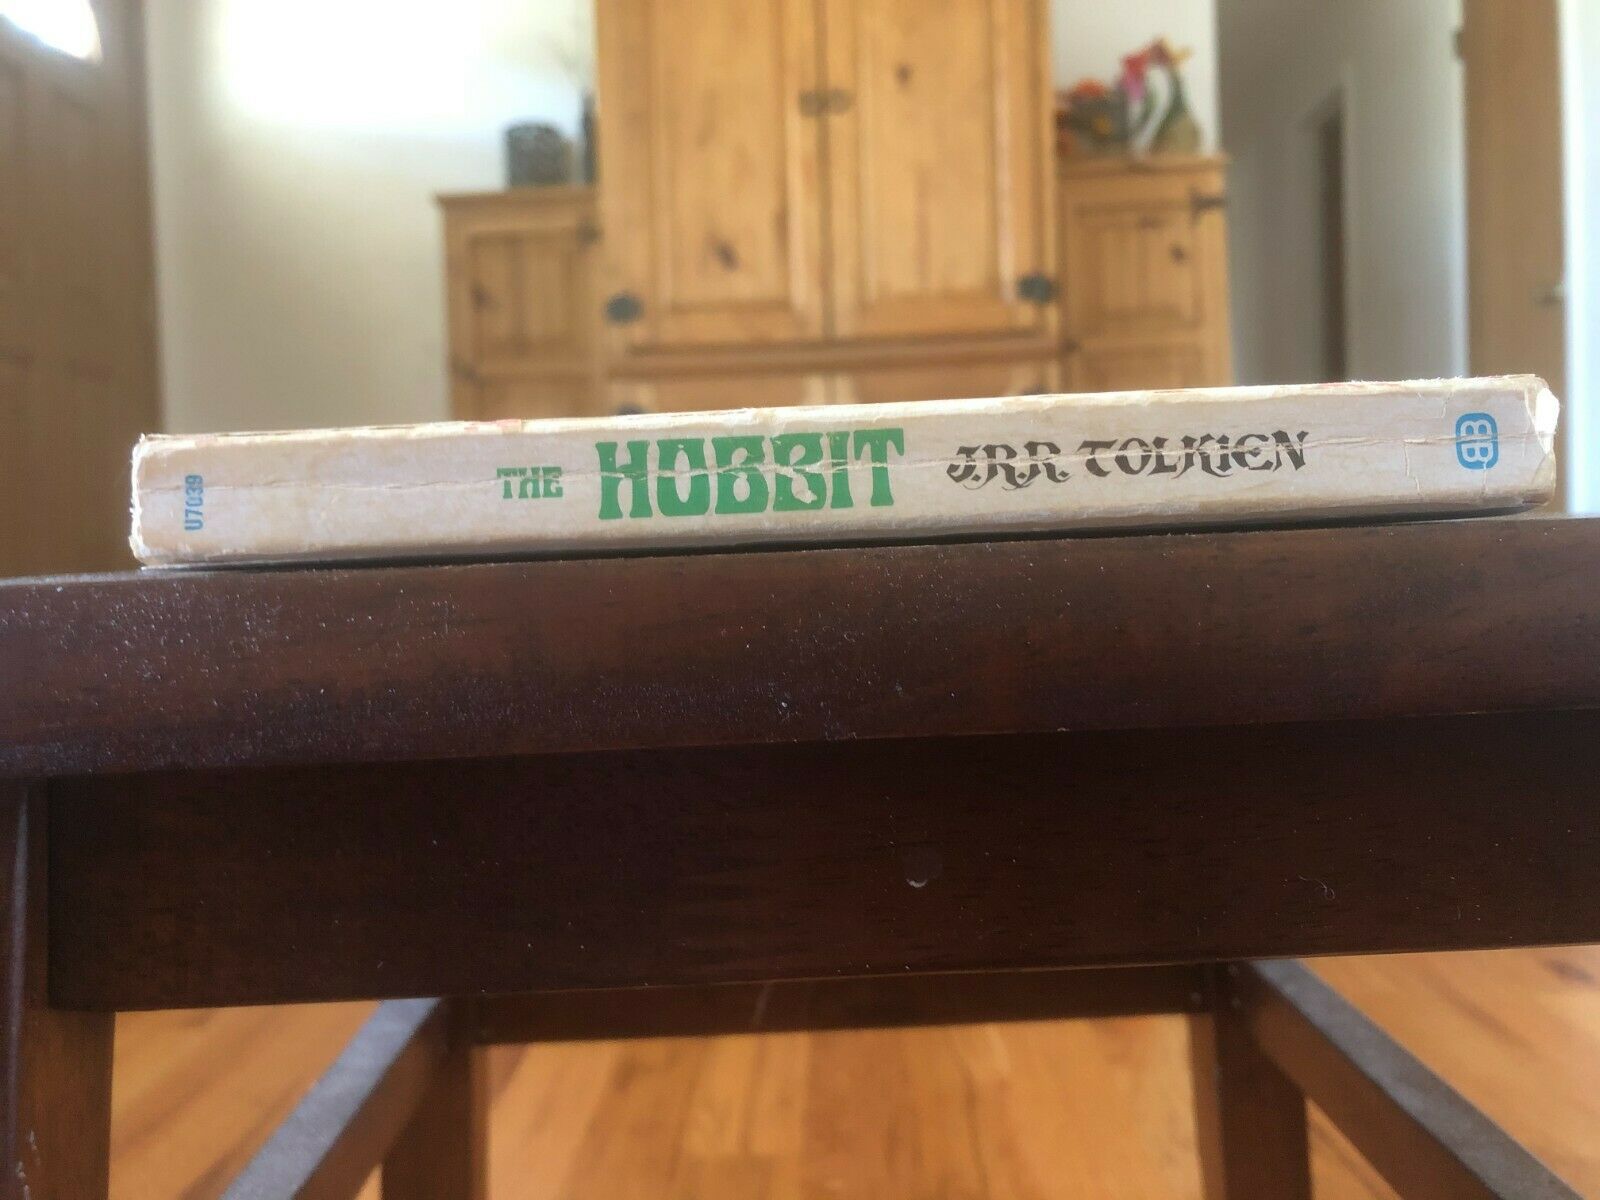 U7039
THE HOBBIT J.R.R. TOLKIEN
BB